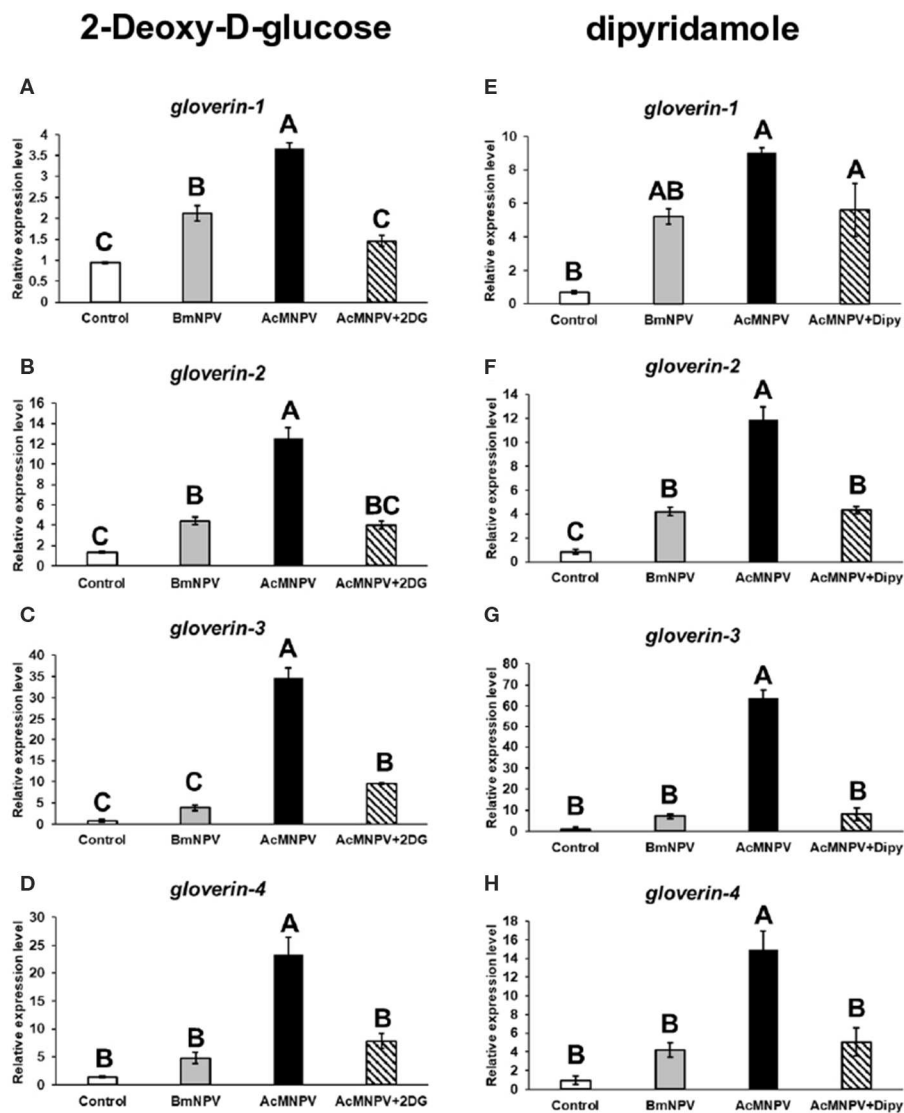 2-Deoxy-D-glucose
dipyridamole
A
gloverin-1
Relative expression level
4
3.5
3
2.5
2
1.5
1
0.5
0
C
B
A
C
Control
BmNPV
AcMNPV
AcMNPV+2DG
E
gloverin-1
Relative expression level
10
8
6
4
2
0
B
AB
A
A
Control
BmNPV
AcMNPV
AcMNPV+Dipy
B
gloverin-2
Relative expression level
16
14
12
10
8
6
4
2
0
C
B
A
BC
Control
BmNPV
AcMNPV
AcMNPV+2DG
F
gloverin-2
Relative expression level
14
12
10
8
6
4
2
0
C
B
A
B
Control
BmNPV
AcMNPV
AcMNPV+Dipy
C
gloverin-3
Relative expression level
40
35
30
25
20
15
10
5
0
C
C
A
B
Control
BmNPV
AcMNPV
AcMNPV+2DG
G
gloverin-3
Relative expression level
80
70
60
50
40
30
20
10
0
B
B
A
B
Control
BmNPV
AcMNPV
AcMNPV+Dipy
D
gloverin-4
Relative expression level
30
25
20
15
10
5
0
B
B
A
B
Control
BmNPV
AcMNPV
AcMNPV+2DG
H
gloverin-4
Relative expression level
18
16
14
12
10
8
6
4
2
0
B
B
A
B
Control
BmNPV
AcMNPV
AcMNPV+Dipy